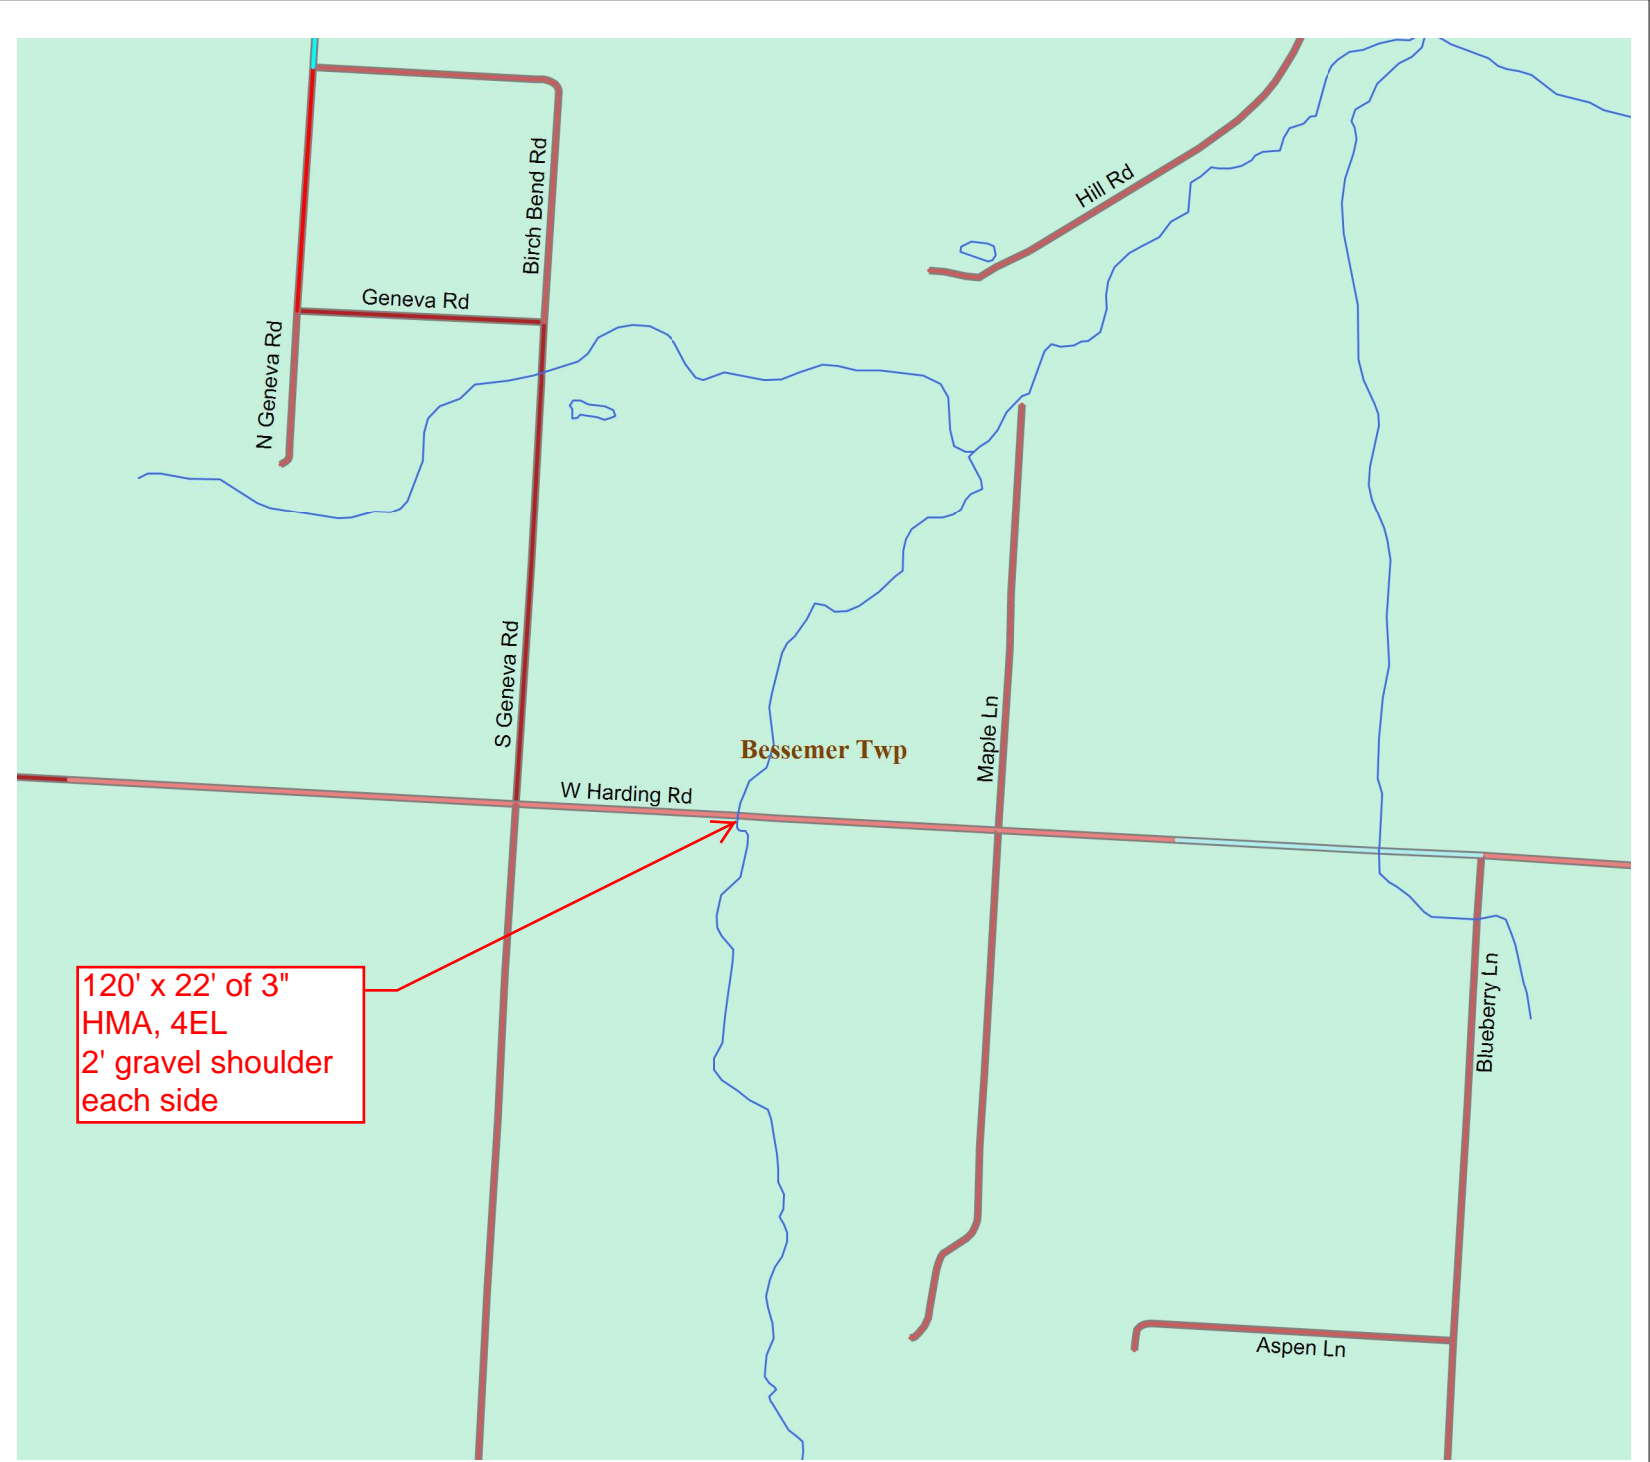 Birch Bend Rd
Hill Rd
Geneva Rd
N Geneva Rd
S Geneva Rd
Maple Ln
Bessemer Twp
W Harding Rd
120' x 22' of 3"
HMA, 4EL
2' gravel shoulder
each side
Blueberry Ln
Aspen Ln